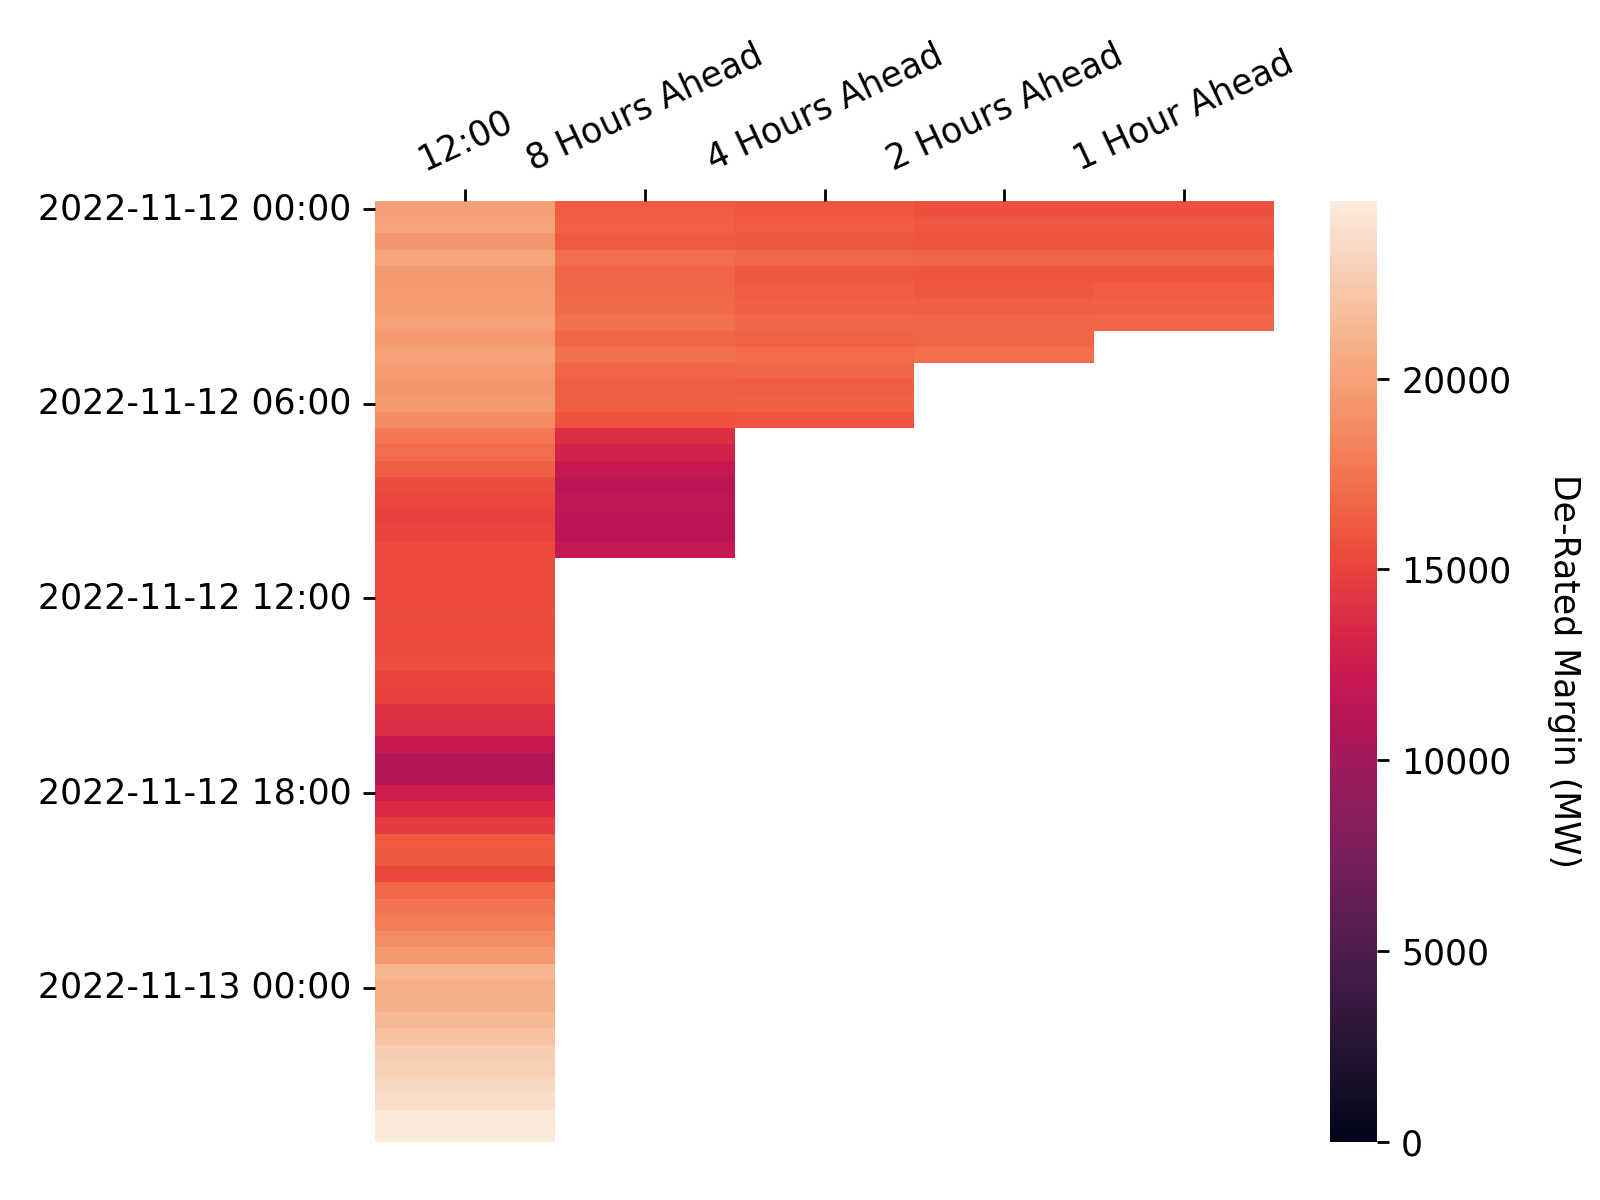 12:00
8 Hours Ahead
4 Hours Ahead
2 Hours Ahead
1 Hour Ahead
2022-11-12 00:00
2022-11-12 06:00
2022-11-12 12:00
2022-11-12 18:00
2022-11-13 00:00
20000
15000
10000
5000
0
De-Rated Margin (MW)